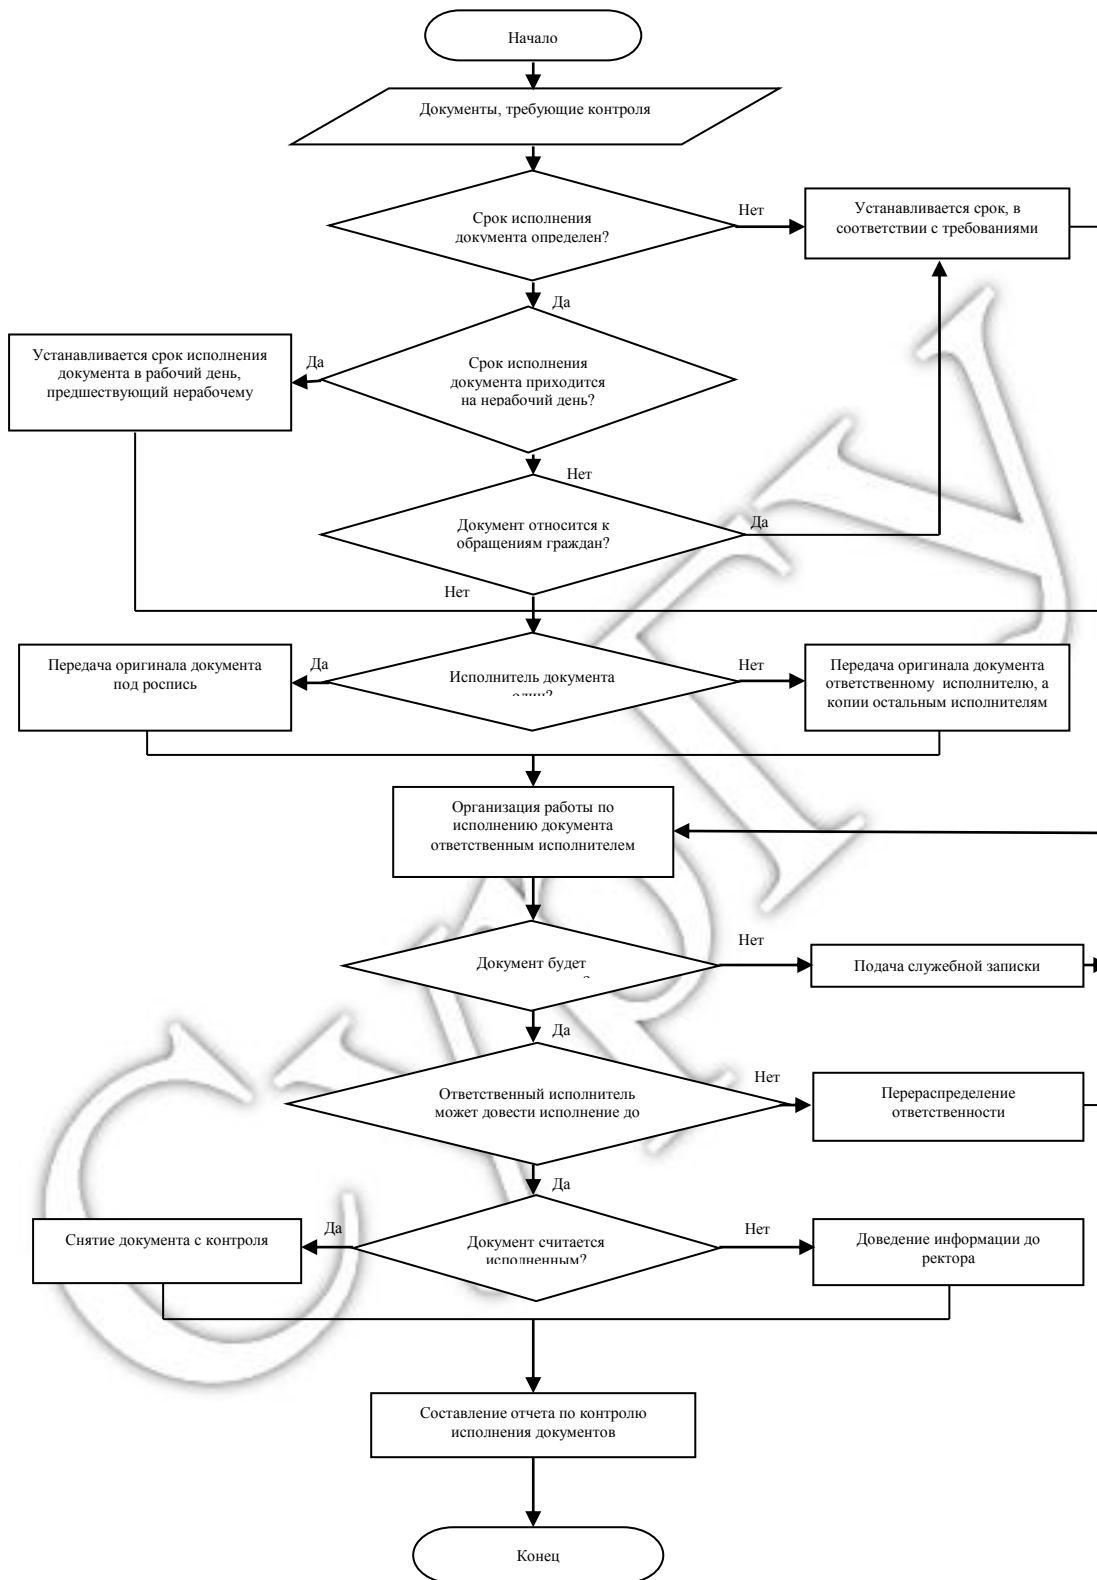 Начало
Документы, требующие контроля
Срок исполнения
документа определен?
Нет
Устанавливается срок, в
соответствии с требованиями
Да
Устанавливается срок исполнения
документа в рабочий день,
предшествующий нерабочему
Да
Срок исполнения
документа приходится
на нерабочий день?
Нет
Документ относится к
обращениям граждан?
Да
Нет
Передача оригинала документа
под роспись
Да
Исполнитель документа
один?
Нет
Передача оригинала документа
ответственному исполнителю, а
копии остальным исполнителям
Организация работы по
исполнению документа
ответственным исполнителем
Документ будет
Нет
Подача служебной записки
Да
Ответственный исполнитель
может довести исполнение до
Нет
Перераспределение
ответственности
Да
Снятие документа с контроля
Да
Документ считается
исполненным?
Нет
Доведение информации до
ректора
Составление отчета по контролю
исполнения документов
Конец